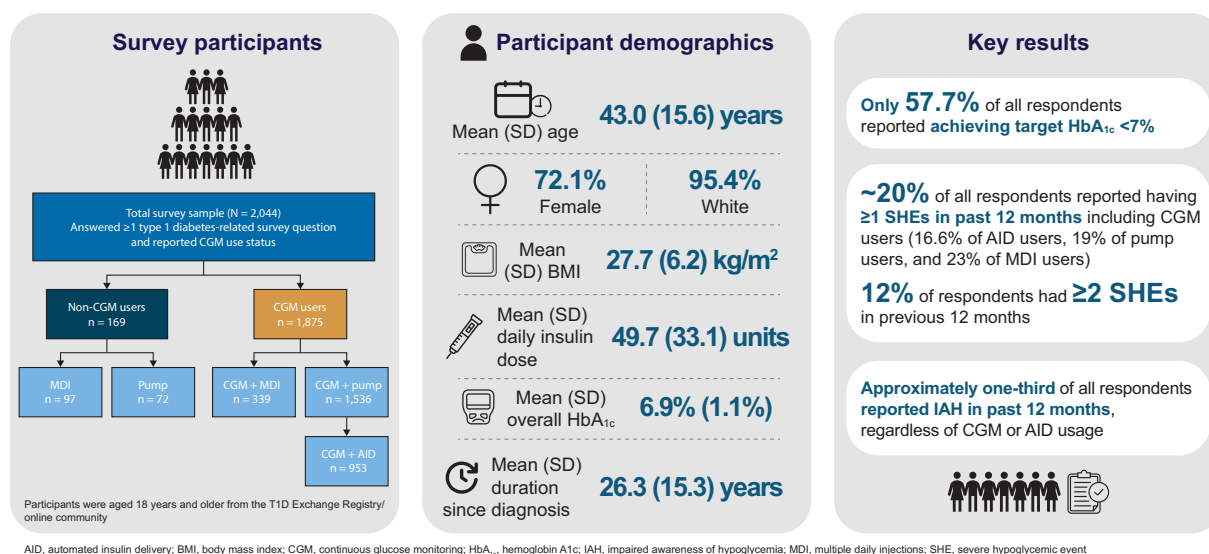 Survey participants
Total survey sample (N = 2,044)
Answered ≥1 type 1 diabetes-related survey question
and reported CGM use status
Non-CGM users
n = 169
CGM users
n = 1,875
MDI
n = 97
Pump
n = 72
CGM + MDI
n = 339
CGM + pump
n = 1,536
CGM + AID
n = 953
Participants were aged 18 years and older from the T1D Exchange Registry/
online community
Participant demographics
Mean (SD) age
43.0 (15.6) years
72.1%
Female
95.4%
White
Mean
(SD) BMI
27.7 (6.2) kg/m²
Mean (SD)
daily insulin
dose
49.7 (33.1) units
Mean (SD)
overall HbA₁c
6.9% (1.1%)
Mean (SD)
duration
since diagnosis
26.3 (15.3) years
Key results
Only 57.7% of all respondents
reported achieving target HbA₁c <7%
~20% of all respondents reported having
≥1 SHEs in past 12 months including CGM
users (16.6% of AID users, 19% of pump
users, and 23% of MDI users)
12% of respondents had ≥2 SHEs
in previous 12 months
Approximately one-third of all respondents
reported IAH in past 12 months,
regardless of CGM or AID usage
AID, automated insulin delivery; BMI, body mass index; CGM, continuous glucose monitoring; HbA, hemoglobin A1c; IAH, impaired awareness of hypoglycemia; MDI, multiple daily injections; SHE, severe hypoglycemic event